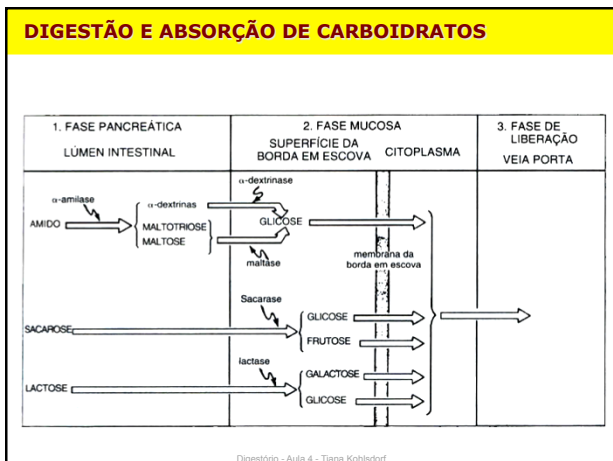 DIGESTÃO E ABSORÇÃO DE CARBOIDRATOS
1. FASE PANCREÁTICA
LÚMEN INTESTINAL
2. FASE MUCOSA
SUPERFÍCIE DA
BORDA EM ESCOVA
CITOPLASMA
3. FASE DE
LIBERAÇÃO
VEIA PORTA
α-amilase
AMIDO
α-dextrinas
MALTOTRIOSE
MALTOSE
α-dextrinase
GLICOSE
maltase
membrana da
borda em escova
SACAROSE
Sacarase
GLICOSE
FRUTOSE
LACTOSE
lactase
GALACTOSE
GLICOSE
Digestório - Aula 4 - Tiana Kohlsdorf